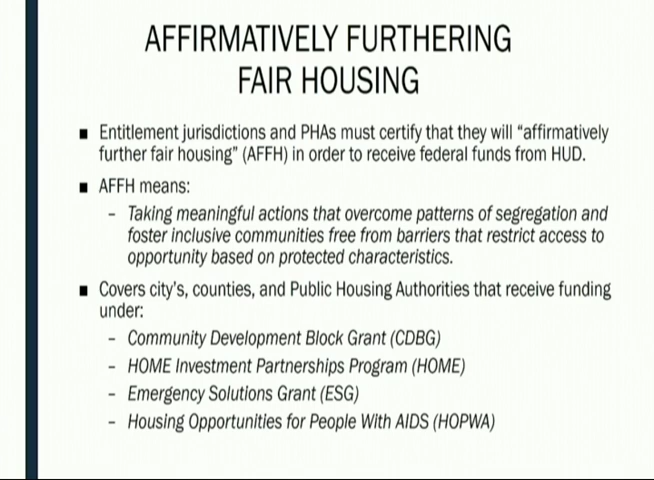 AFFIRMATIVELY FURTHERING
FAIR HOUSING
■ Entitlement jurisdictions and PHAs must certify that they will “affirmatively
further fair housing” (AFFH) in order to receive federal funds from HUD.
■ AFFH means:
– Taking meaningful actions that overcome patterns of segregation and
foster inclusive communities free from barriers that restrict access to
opportunity based on protected characteristics.
■ Covers city’s, counties, and Public Housing Authorities that receive funding
under:
– Community Development Block Grant (CDBG)
– HOME Investment Partnerships Program (HOME)
– Emergency Solutions Grant (ESG)
– Housing Opportunities for People With AIDS (HOPWA)